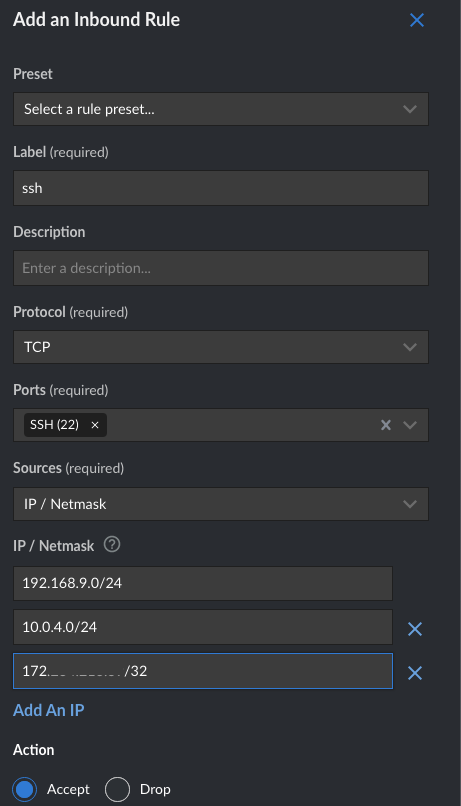 Add an Inbound Rule
Preset
Select a rule preset...
Label (required)
ssh
Description
Enter a description...
Protocol (required)
TCP
Ports (required)
SSH (22)
Sources (required)
IP / Netmask
IP / Netmask
192.168.9.0/24
10.0.4.0/24
172. /32
Add An IP
Action
Accept Drop